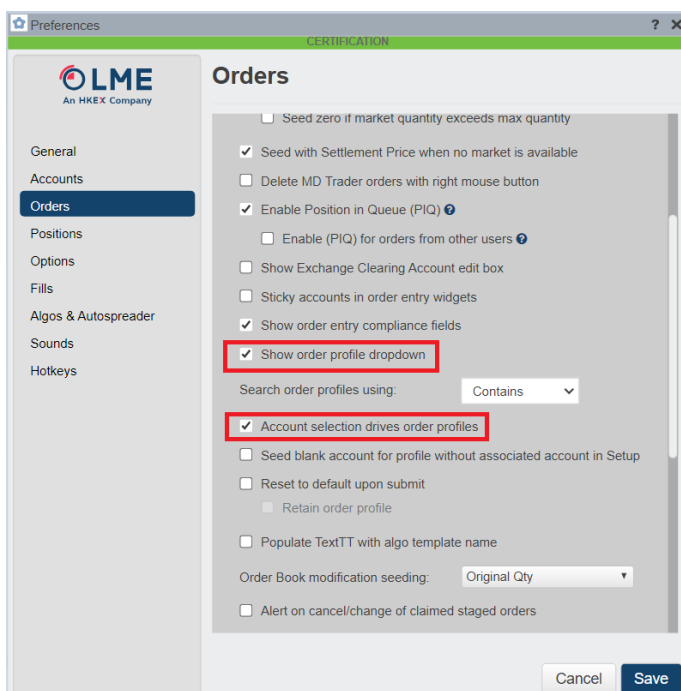 Preferences
? X
CERTIFICATION
LME
An HKEX Company
General
Accounts
Orders
Positions
Options
Fills
Algos & Autospreader
Sounds
Hotkeys
Orders
Seed zero if market quantity exceeds max quantity
Seed with Settlement Price when no market is available
Delete MD Trader orders with right mouse button
Enable Position in Queue (PIQ) ?
Enable (PIQ) for orders from other users ?
Show Exchange Clearing Account edit box
Sticky accounts in order entry widgets
Show order entry compliance fields
Show order profile dropdown
Search order profiles using: Contains
Account selection drives order profiles
Seed blank account for profile without associated account in Setup
Reset to default upon submit
Retain order profile
Populate TextTT with algo template name
Order Book modification seeding: Original Qty
Alert on cancel/change of claimed staged orders
Cancel Save